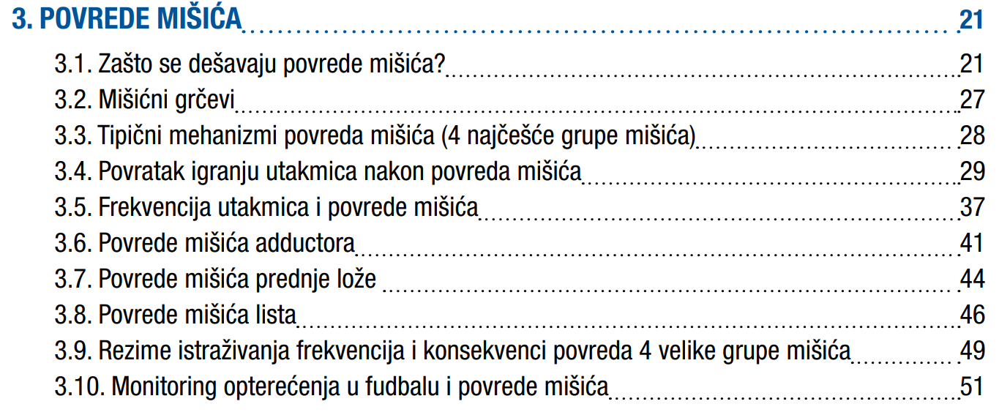 3. POVREDE MIŠIĆA 21
3.1. Zašto se dešavaju povrede mišića? 21
3.2. Mišićni grčevi 27
3.3. Tipični mehanizmi povreda mišića (4 najčešće grupe mišića) 28
3.4. Povratak igranju utakmica nakon povreda mišića 29
3.5. Frekvencija utakmica i povrede mišića 37
3.6. Povrede mišića adductora 41
3.7. Povrede mišića prednje lože 44
3.8. Povrede mišića lista 46
3.9. Rezime istraživanja frekvencija i konsekvenci povreda 4 velike grupe mišića 49
3.10. Monitoring opterećenja u fudbalu i povrede mišića 51